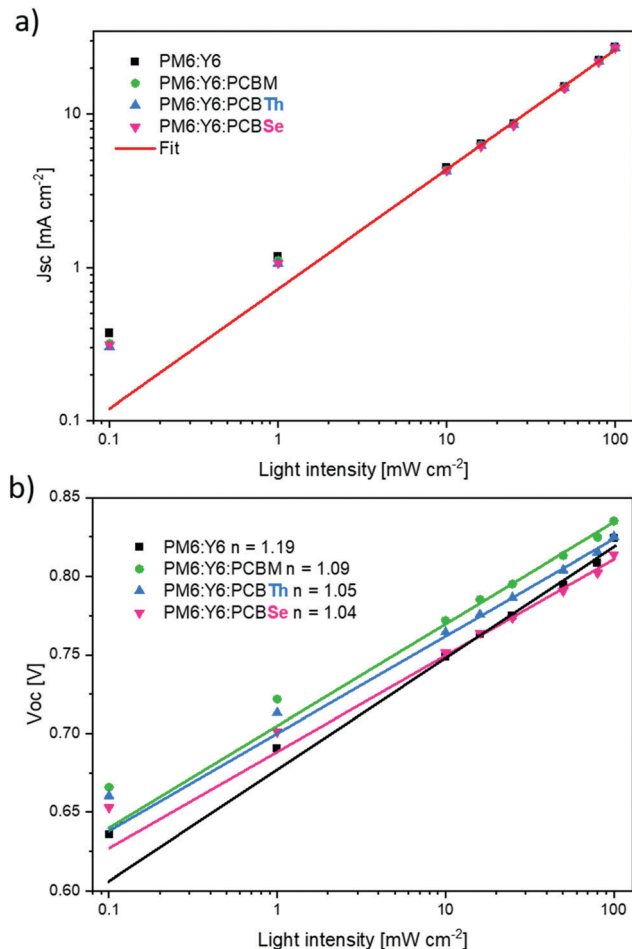 a)
PM6:Y6
PM6:Y6:PCBM
PM6:Y6:PCBTh
PM6:Y6:PCBSe
Fit
10
1
0.1
Jsc [mA cm⁻²]
0.1 1 10 100
Light intensity [mW cm⁻²]
b)
PM6:Y6 n = 1.19
PM6:Y6:PCBM n = 1.09
PM6:Y6:PCBTh n = 1.05
PM6:Y6:PCBSe n = 1.04
0.85
0.80
0.75
0.70
0.65
0.60
Voc [V]
0.1 1 10 100
Light intensity [mW cm⁻²]